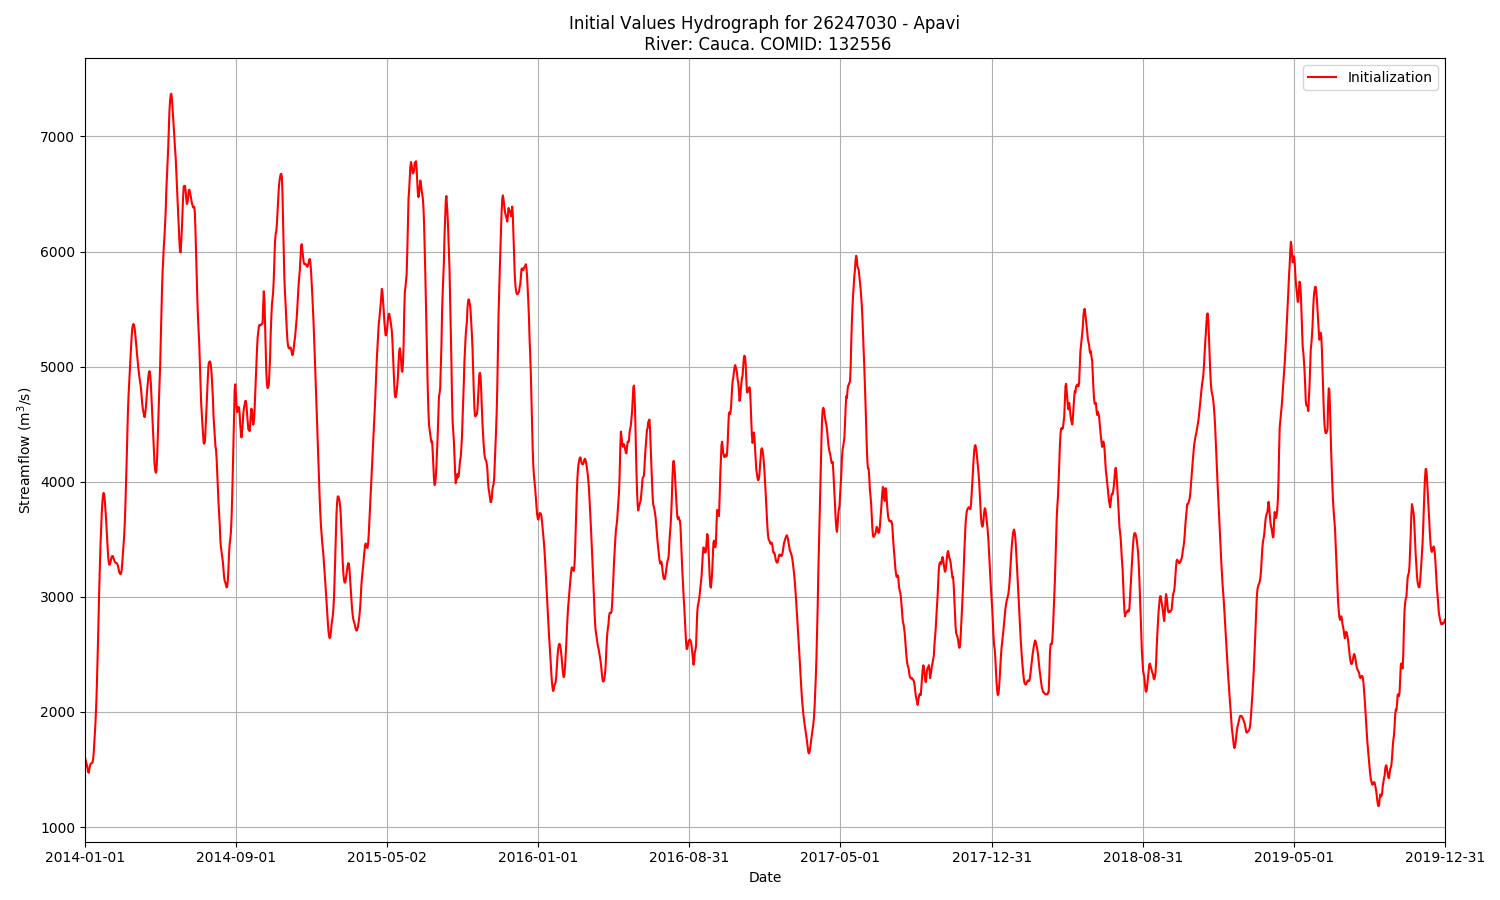 Initial Values Hydrograph for 26247030 - Apavi
River: Cauca. COMID: 132556
Initialization
7000
6000
5000
4000
3000
2000
1000
Streamflow (m³/s)
2014-01-01 2014-09-01 2015-05-02 2016-01-01 2016-08-31 2017-05-01 2017-12-31 2018-08-31 2019-05-01 2019-12-31
Date